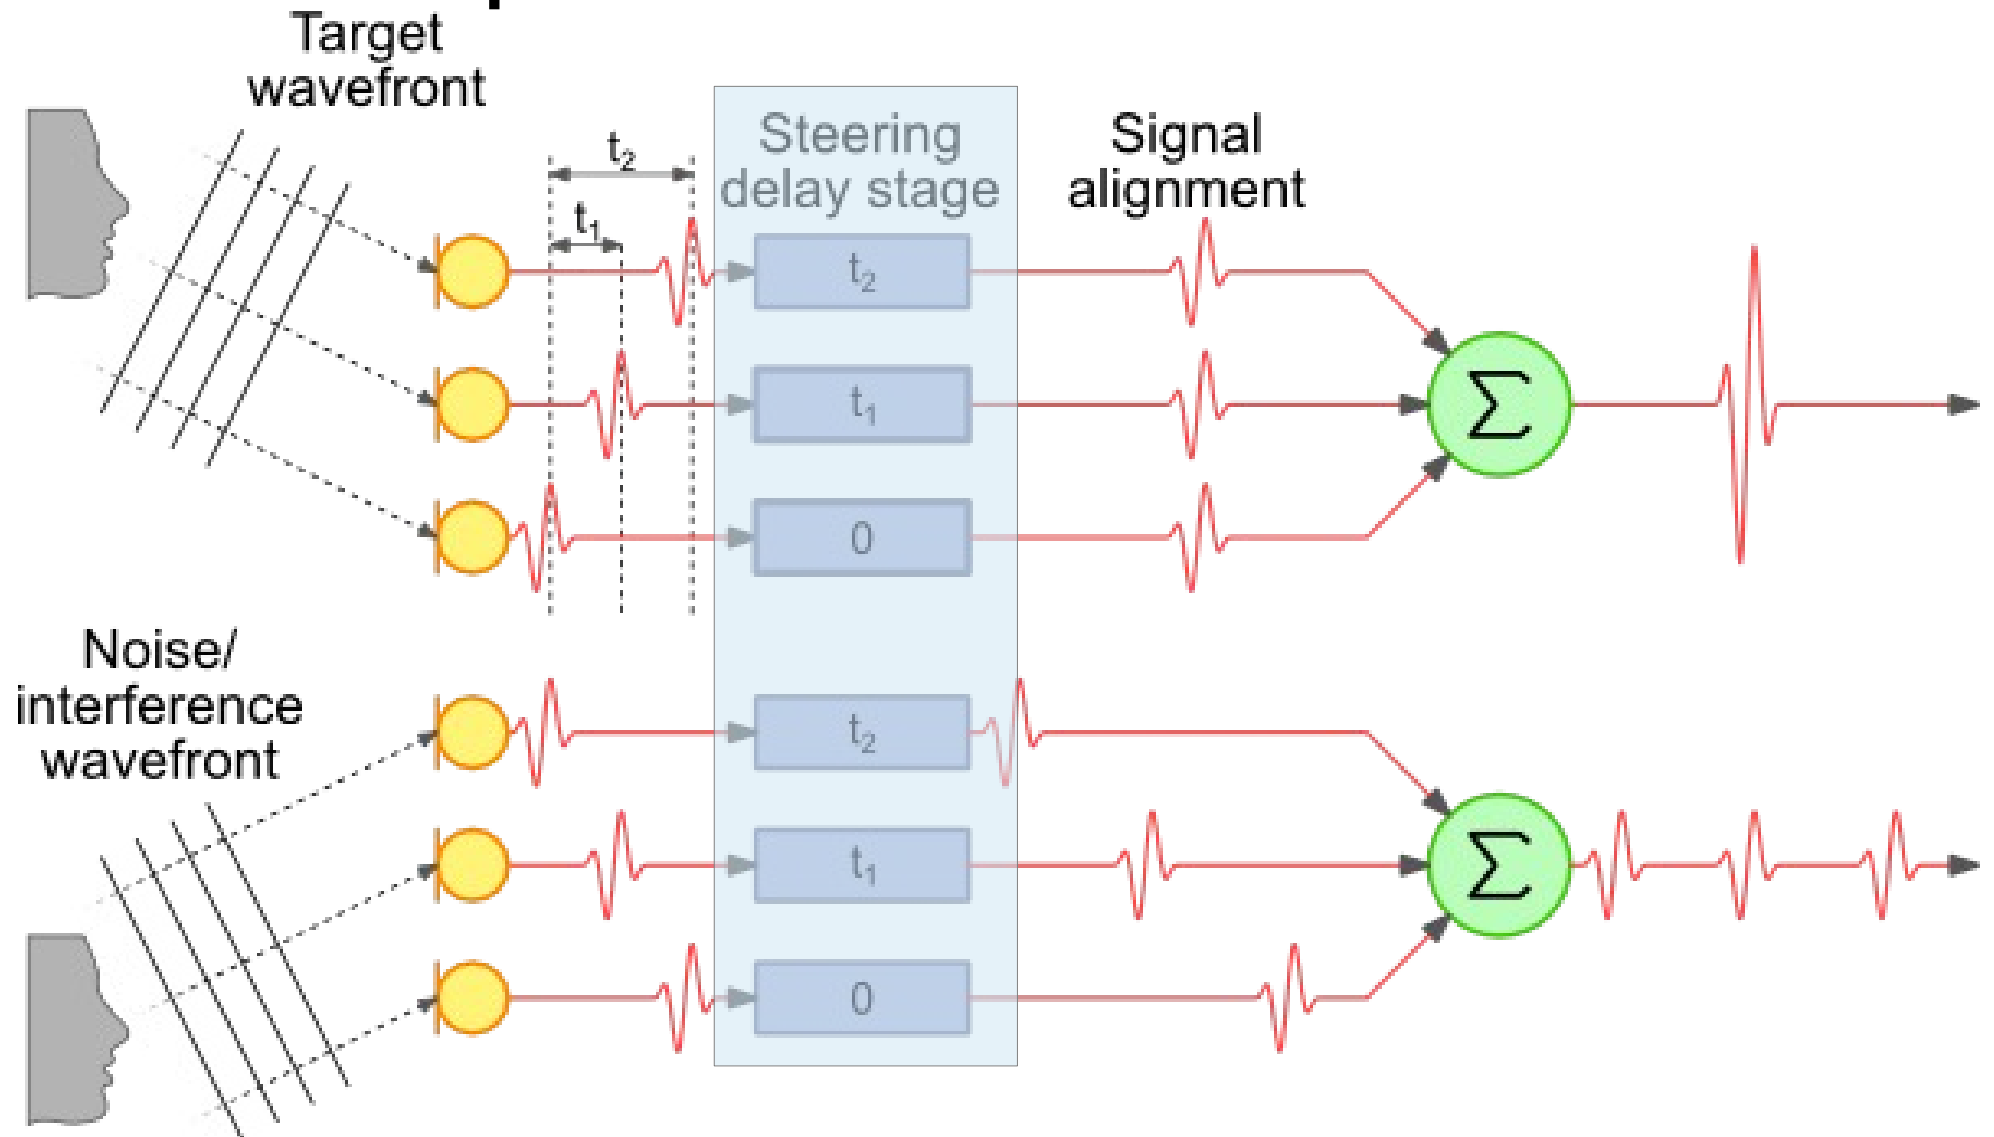 Target
wavefront
t₂
t₁
Steering
delay stage
Signal
alignment
t₂
t₁
0
Σ
Noise/
interference
wavefront
t₂
t₁
0
Σ